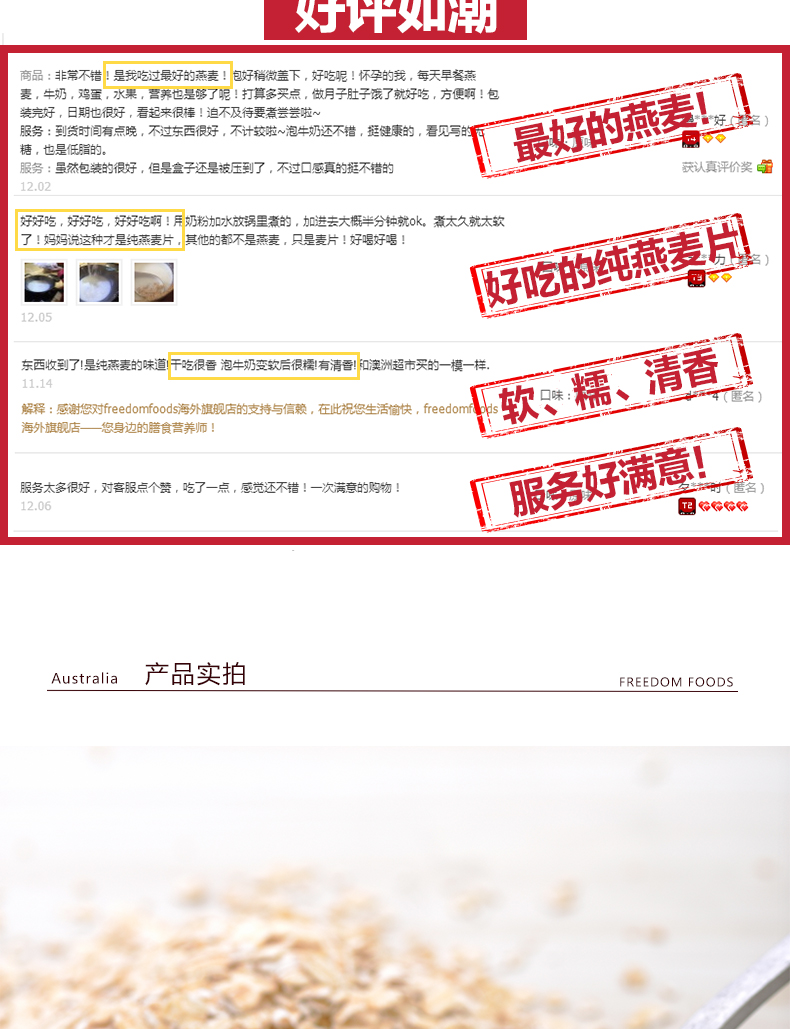 好评如潮
商品：非常不错！是我吃过最好的燕麦！泡好稍微盖下，好吃呢！怀孕的我，每天早餐燕
麦，牛奶，鸡蛋，水果，营养也是够了呢！打算多买点，做月子肚子饿了就好吃，方便啊！包
装完好，日期也很好，看起来很棒！迫不及待要煮尝尝啦~
服务：到货时间有点晚，不过东西很好，不计较啦~泡牛奶还不错，挺健康的，看见写的无
糖，也是低脂的。
服务：虽然包装的很好，但是盒子还是被压到了，不过口感真的挺不错的
12.02
最好的燕麦！
好（匿名）
T4
获认真评价奖
好好吃，好好吃，好好吃啊！用奶粉加水放锅里煮的，加进去大概半分钟就ok。煮太久就太软
了！妈妈说这种才是纯燕麦片，其他的都不是燕麦，只是麦片！好喝好喝！
12.05
好吃的纯燕麦片
力（匿名）
T3
东西收到了!是纯燕麦的味道!干吃很香 泡牛奶变软后很糯!有清香!和澳洲超市买的一模一样.
11.14
解释：感谢您对freedomfoods海外旗舰店的支持与信赖，在此祝您生活愉快，freedomfoods
海外旗舰店——您身边的膳食营养师！
软、糯、清香
口味：
4（匿名）
服务太多很好，对客服点个赞，吃了一点，感觉还不错！一次满意的购物！
12.06
服务好满意！
夕***时（匿名）
T2
Australia 产品实拍
FREEDOM FOODS